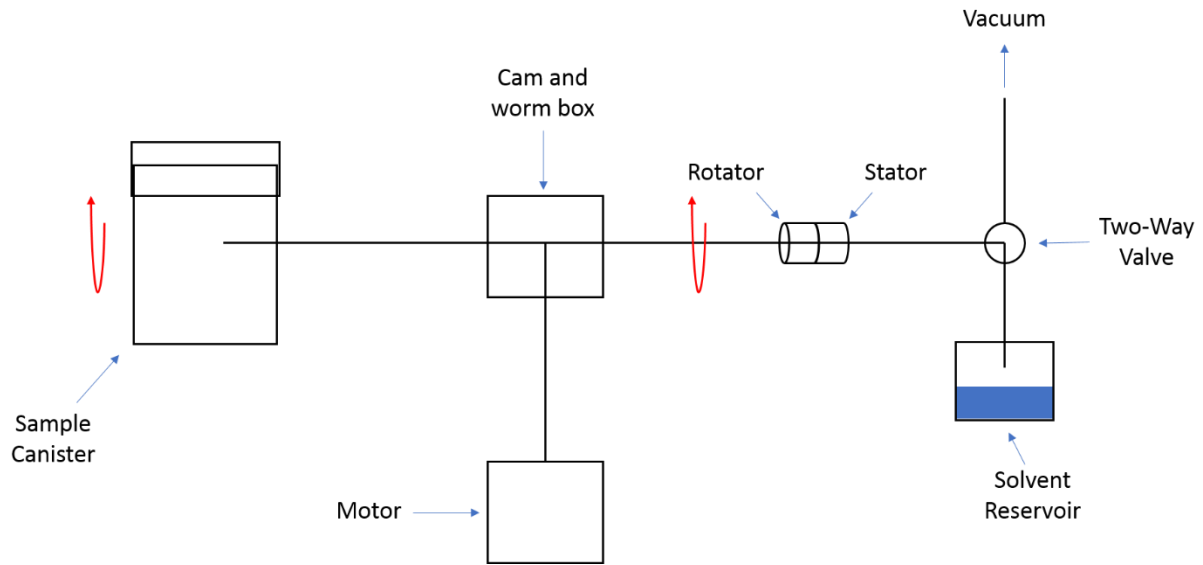 Vacuum
Cam and
worm box
Rotator
Stator
Two-Way
Valve
Sample
Canister
Motor
Solvent
Reservoir